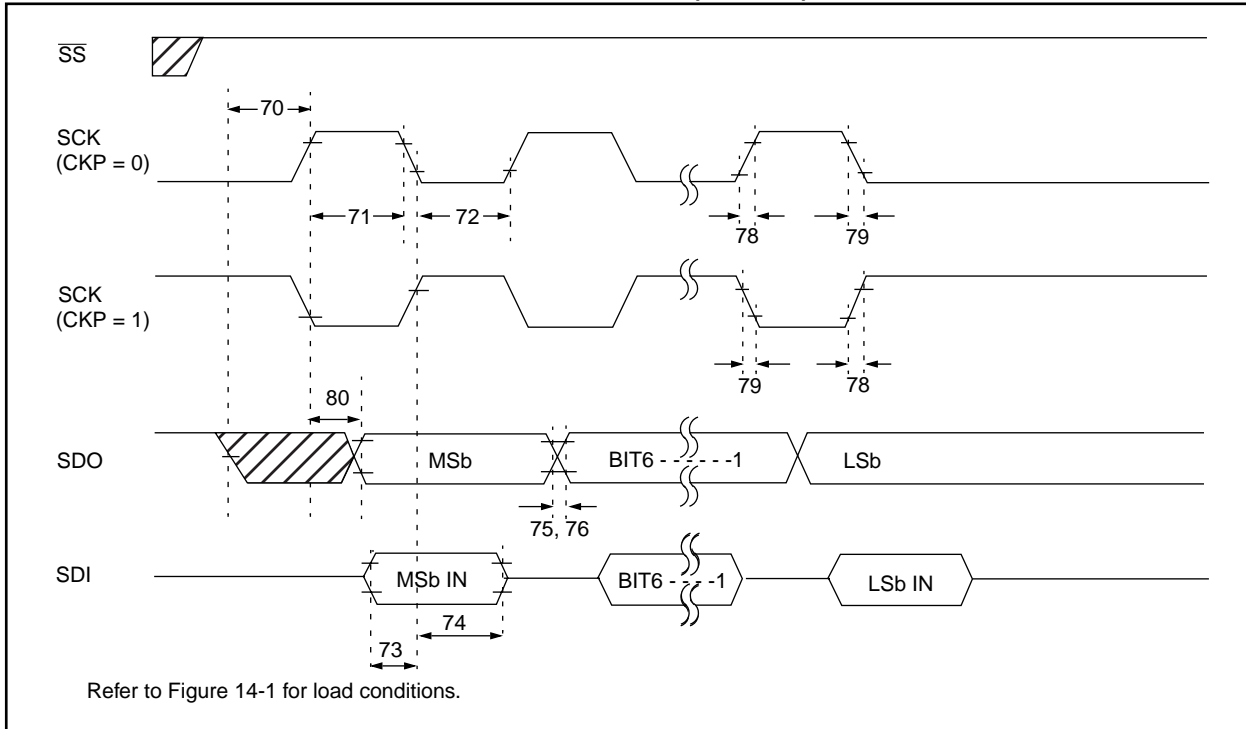 SS
70
SCK
(CKP = 0)
71
72
78
79
SCK
(CKP = 1)
79
78
80
SDO
MSb
BIT6 - - - - - -1
LSb
75, 76
SDI
MSb IN
BIT6 - - - - -1
LSb IN
74
73
Refer to Figure 14-1 for load conditions.